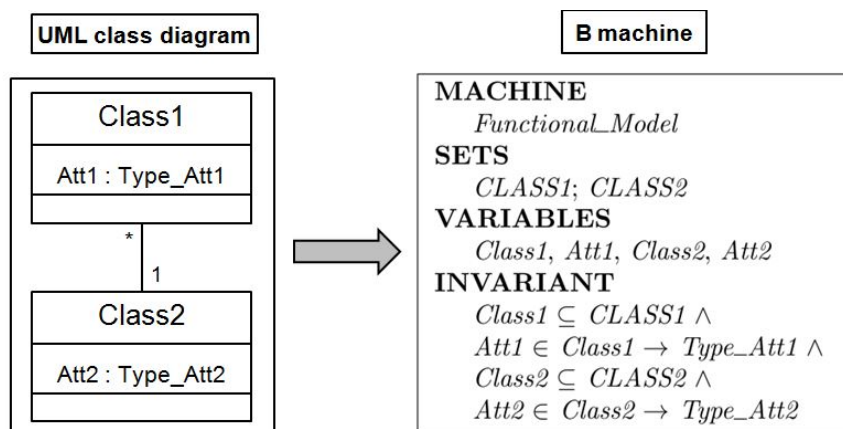 UML class diagram
Class1
Att1 : Type_Att1
*
1
Class2
Att2 : Type_Att2
B machine
MACHINE
Functional_Model
SETS
CLASS1; CLASS2
VARIABLES
Class1, Att1, Class2, Att2
INVARIANT
Class1 ⊆ CLASS1 ∧
Att1 ∈ Class1 → Type_Att1 ∧
Class2 ⊆ CLASS2 ∧
Att2 ∈ Class2 → Type_Att2